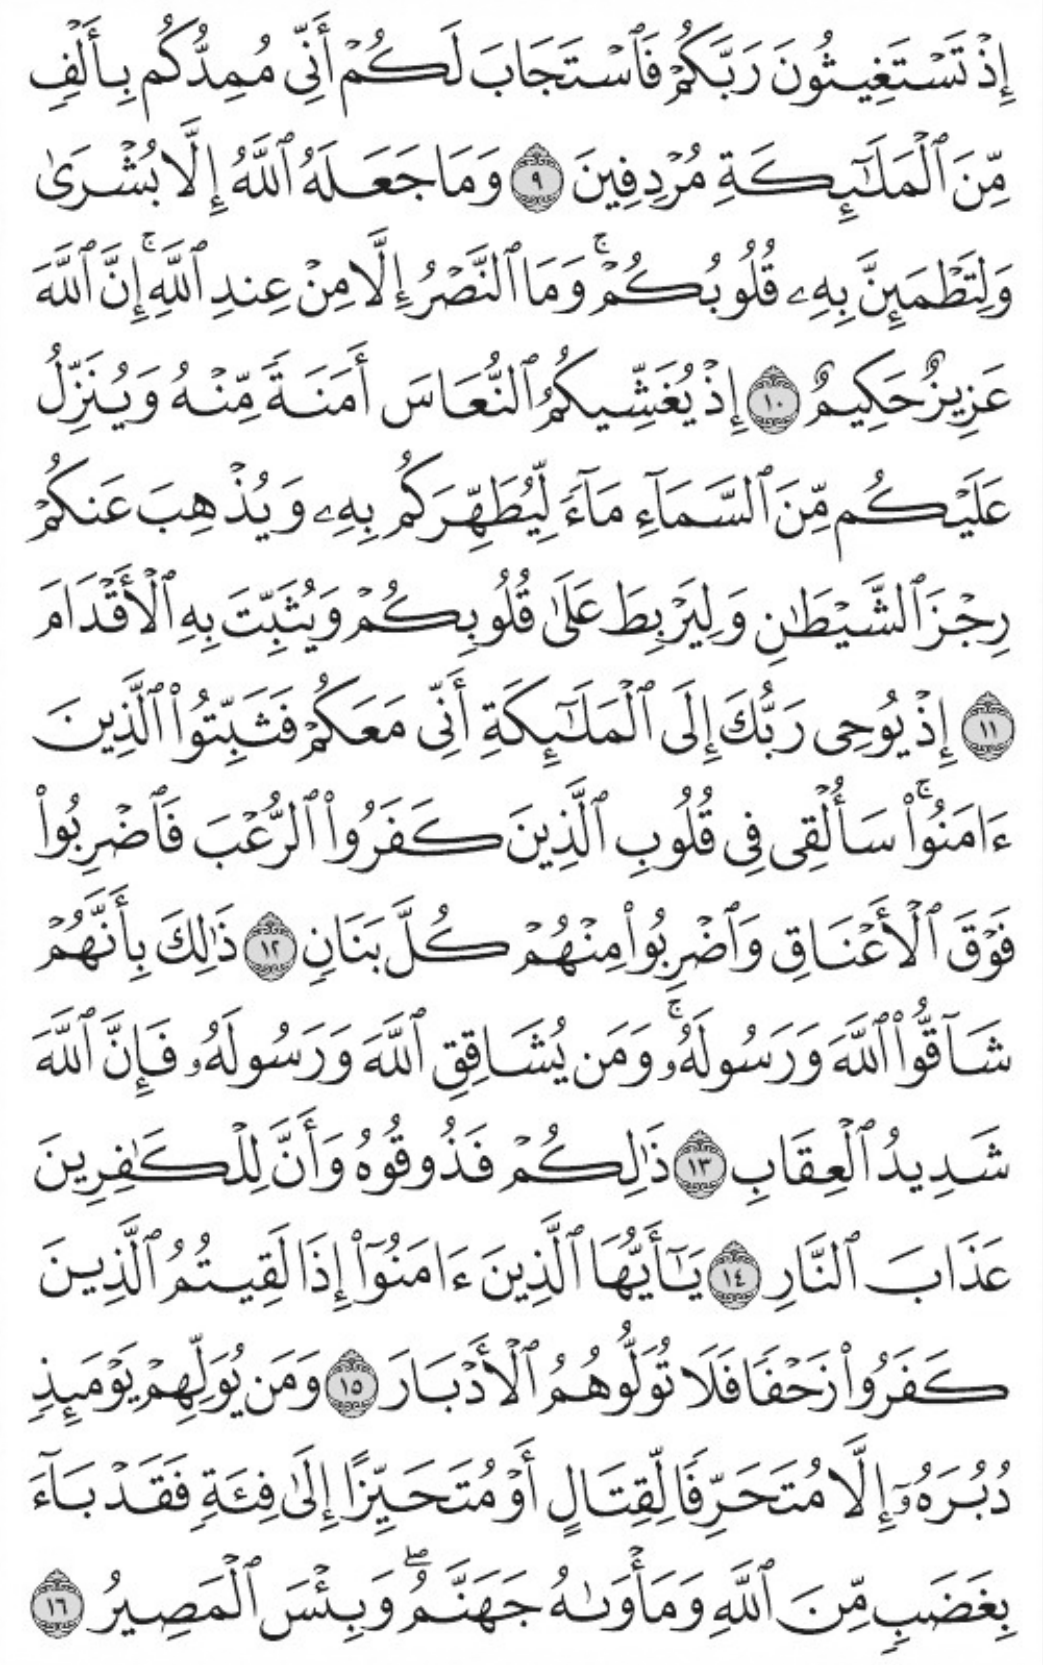 إِذْ تَسْتَغِيثُونَ رَبَّكُمْ فَٱسْتَجَابَ لَكُمْ أَنِّى مُمِدُّكُم بِأَلْفٍ
مِّنَ ٱلْمَلَـٰٓئِكَةِ مُرْدِفِينَ ٩ وَمَا جَعَلَهُ ٱللَّهُ إِلَّا بُشْرَىٰ
وَلِتَطْمَئِنَّ بِهِۦ قُلُوبُكُمْ ۚ وَمَا ٱلنَّصْرُ إِلَّا مِنْ عِندِ ٱللَّهِ ۚ إِنَّ ٱللَّهَ
عَزِيزٌ حَكِيمٌ ١٠ إِذْ يُغَشِّيكُمُ ٱلنُّعَاسَ أَمَنَةً مِّنْهُ وَيُنَزِّلُ
عَلَيْكُم مِّنَ ٱلسَّمَآءِ مَآءً لِّيُطَهِّرَكُم بِهِۦ وَيُذْهِبَ عَنكُمْ
رِجْزَ ٱلشَّيْطَـٰنِ وَلِيَرْبِطَ عَلَىٰ قُلُوبِكُمْ وَيُثَبِّتَ بِهِ ٱلْأَقْدَامَ
١١ إِذْ يُوحِى رَبُّكَ إِلَى ٱلْمَلَـٰٓئِكَةِ أَنِّى مَعَكُمْ فَثَبِّتُوا۟ ٱلَّذِينَ
ءَامَنُوا۟ ۚ سَأُلْقِى فِى قُلُوبِ ٱلَّذِينَ كَفَرُوا۟ ٱلرُّعْبَ فَٱضْرِبُوا۟
فَوْقَ ٱلْأَعْنَاقِ وَٱضْرِبُوا۟ مِنْهُمْ كُلَّ بَنَانٍ ١٢ ذَٰلِكَ بِأَنَّهُمْ
شَآقُّوا۟ ٱللَّهَ وَرَسُولَهُۥ ۚ وَمَن يُشَاقِقِ ٱللَّهَ وَرَسُولَهُۥ فَإِنَّ ٱللَّهَ
شَدِيدُ ٱلْعِقَابِ ١٣ ذَٰلِكُمْ فَذُوقُوهُ وَأَنَّ لِلْكَـٰفِرِينَ
عَذَابَ ٱلنَّارِ ١٤ يَـٰٓأَيُّهَا ٱلَّذِينَ ءَامَنُوٓا۟ إِذَا لَقِيتُمُ ٱلَّذِينَ
كَفَرُوا۟ زَحْفًا فَلَا تُوَلُّوهُمُ ٱلْأَدْبَارَ ١٥ وَمَن يُوَلِّهِمْ يَوْمَئِذٍ
دُبُرَهُۥٓ إِلَّا مُتَحَرِّفًا لِّقِتَالٍ أَوْ مُتَحَيِّزًا إِلَىٰ فِئَةٍ فَقَدْ بَآءَ
بِغَضَبٍ مِّنَ ٱللَّهِ وَمَأْوَىٰهُ جَهَنَّمُ ۖ وَبِئْسَ ٱلْمَصِيرُ ١٦